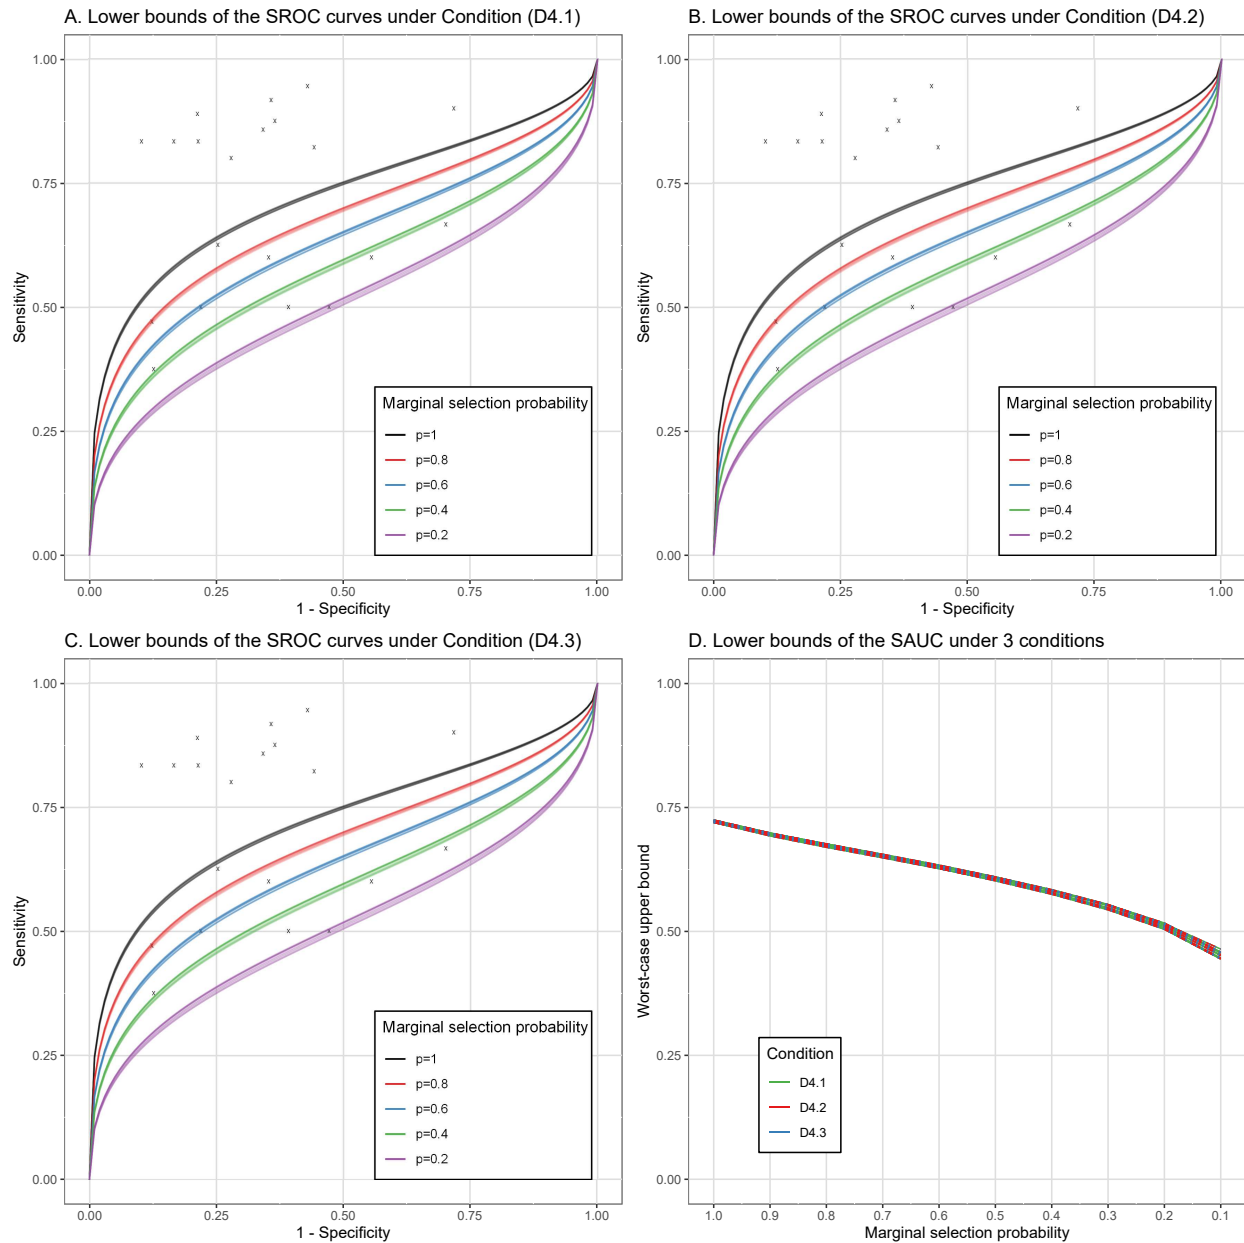 A. Lower bounds of the SROC curves under Condition (D4.1)
1.00
0.75
0.50
0.25
0.00
Sensitivity
Marginal selection probability
p=1
p=0.8
p=0.6
p=0.4
p=0.2
0.00 0.25 0.50 0.75 1.00
1 - Specificity
B. Lower bounds of the SROC curves under Condition (D4.2)
1.00
0.75
0.50
0.25
0.00
Sensitivity
Marginal selection probability
p=1
p=0.8
p=0.6
p=0.4
p=0.2
0.00 0.25 0.50 0.75 1.00
1 - Specificity
C. Lower bounds of the SROC curves under Condition (D4.3)
1.00
0.75
0.50
0.25
0.00
Sensitivity
Marginal selection probability
p=1
p=0.8
p=0.6
p=0.4
p=0.2
0.00 0.25 0.50 0.75 1.00
1 - Specificity
D. Lower bounds of the SAUC under 3 conditions
1.00
0.75
0.50
0.25
0.00
Worst-case upper bound
Condition
D4.1
D4.2
D4.3
1.0 0.9 0.8 0.7 0.6 0.5 0.4 0.3 0.2 0.1
Marginal selection probability